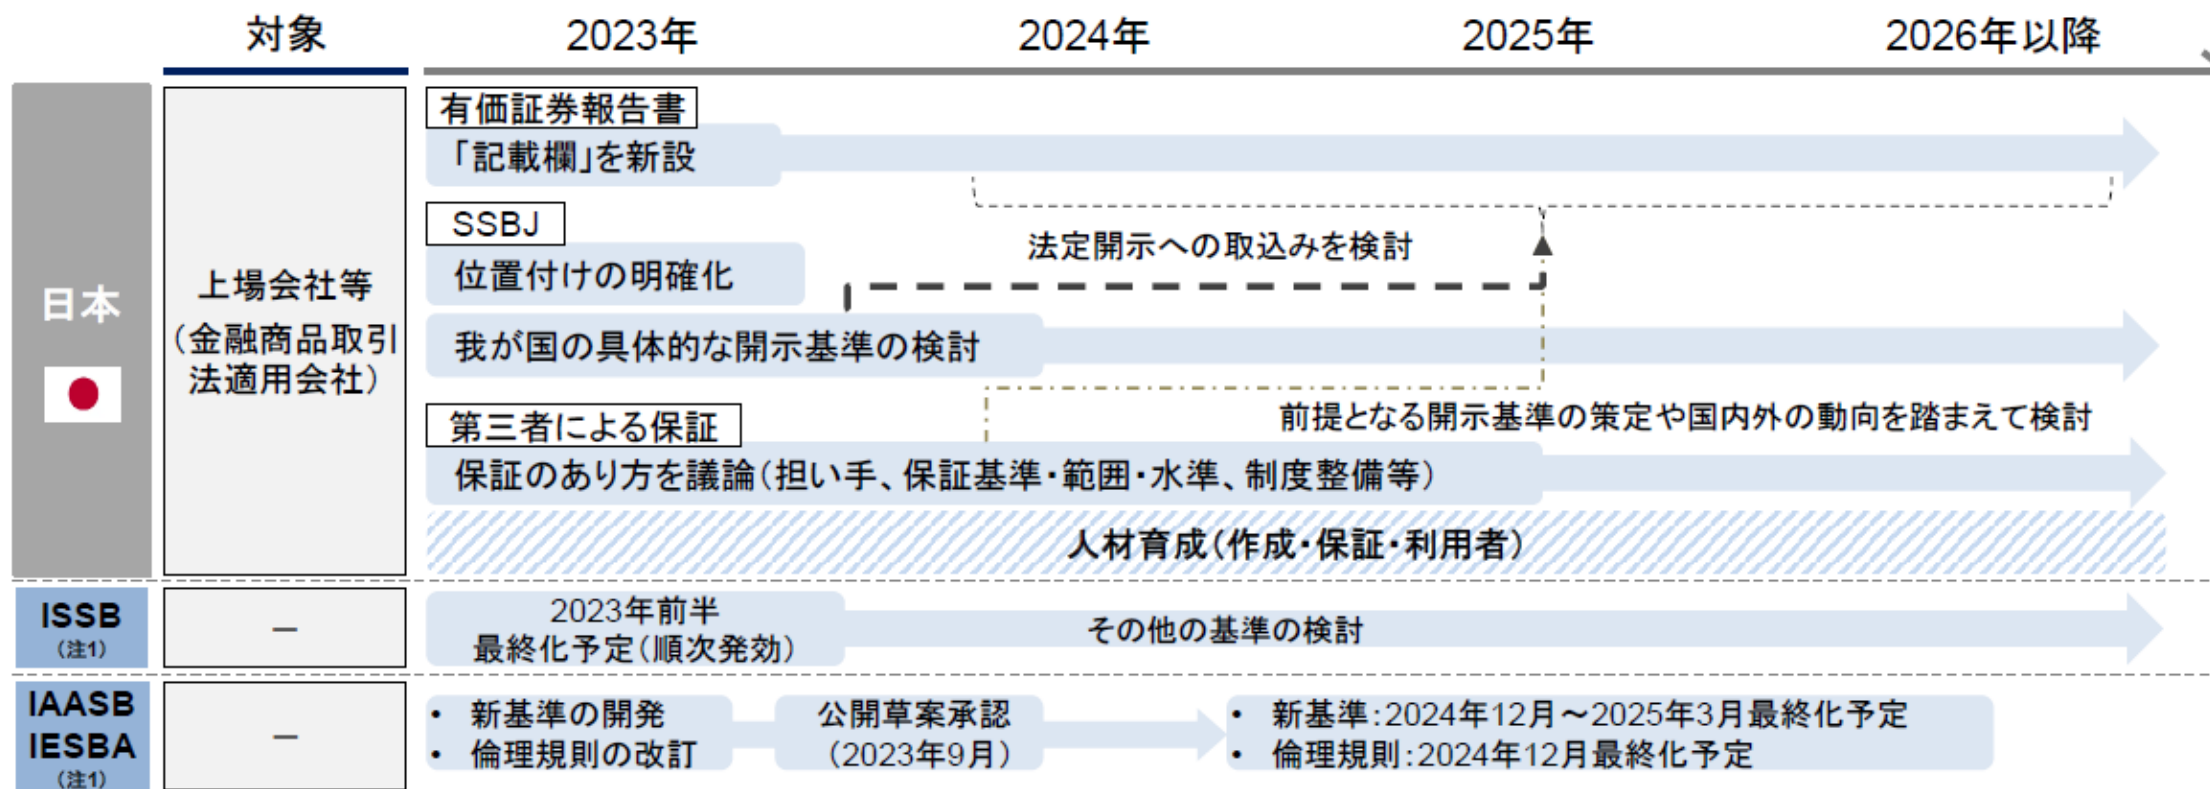 対象
2023年
2024年
2025年
2026年以降
日本
上場会社等
（金融商品取引
法適用会社）
有価証券報告書
「記載欄」を新設
SSBJ
位置付けの明確化
法定開示への取込みを検討
我が国の具体的な開示基準の検討
第三者による保証
前提となる開示基準の策定や国内外の動向を踏まえて検討
保証のあり方を議論（担い手、保証基準・範囲・水準、制度整備等）
人材育成（作成・保証・利用者）
ISSB
（注1）
－
2023年前半
最終化予定（順次発効）
その他の基準の検討
IAASB
IESBA
（注1）
－
• 新基準の開発
• 倫理規則の改訂
公開草案承認
（2023年9月）
• 新基準：2024年12月～2025年3月最終化予定
• 倫理規則：2024年12月最終化予定